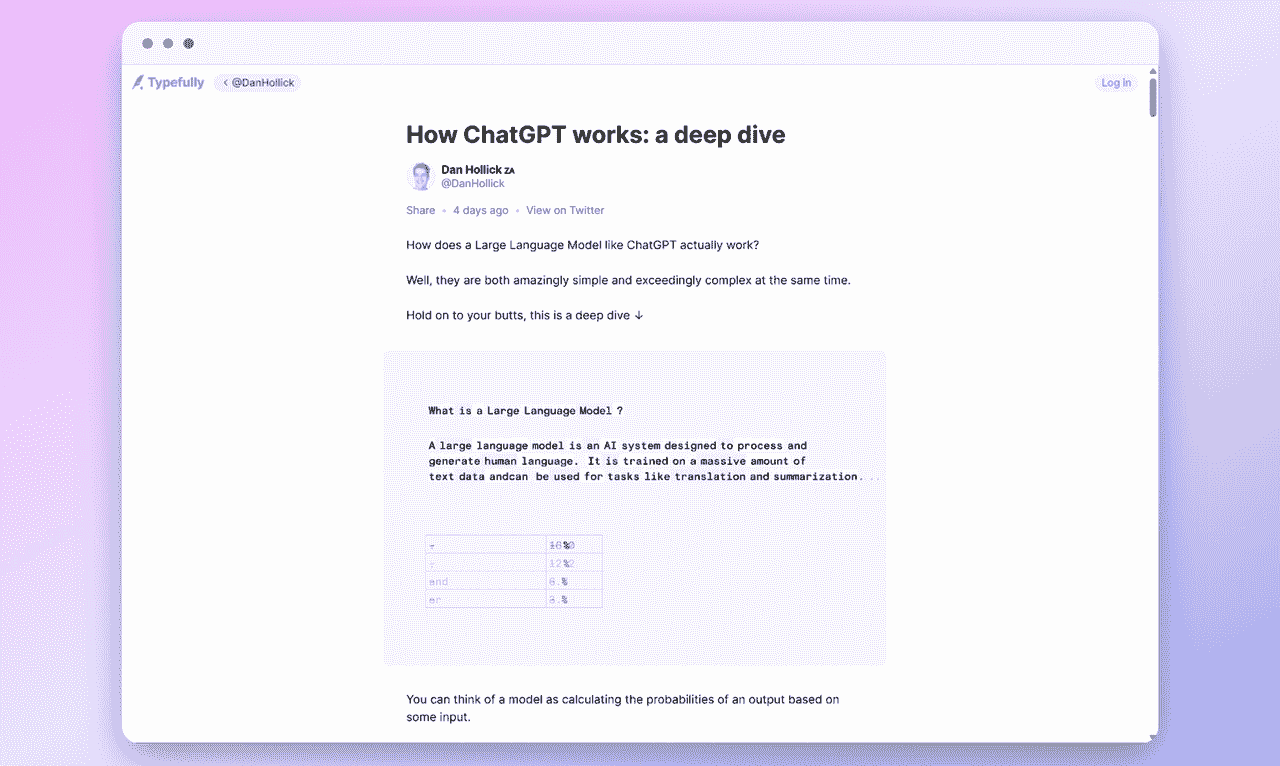 Typefully
< @DanHollick
Log in
How ChatGPT works: a deep dive
Dan Hollick ZA
@DanHollick
Share • 4 days ago • View on Twitter
How does a Large Language Model like ChatGPT actually work?
Well, they are both amazingly simple and exceedingly complex at the same time.
Hold on to your butts, this is a deep dive ↓
What is a Large Language Model ?
A large language model is an AI system designed to process and
generate human language. It is trained on a massive amount of
text data andcan be used for tasks like translation and summarization. . .
and
er
You can think of a model as calculating the probabilities of an output based on
some input.